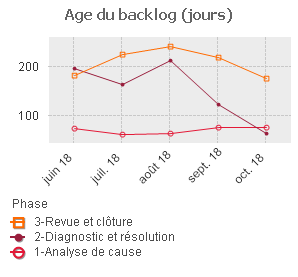 Age du backlog (jours)
200
100
juin 18
juil. 18
août 18
sept. 18
oct. 18
Phase
3-Revue et clôture
2-Diagnostic et résolution
1-Analyse de cause